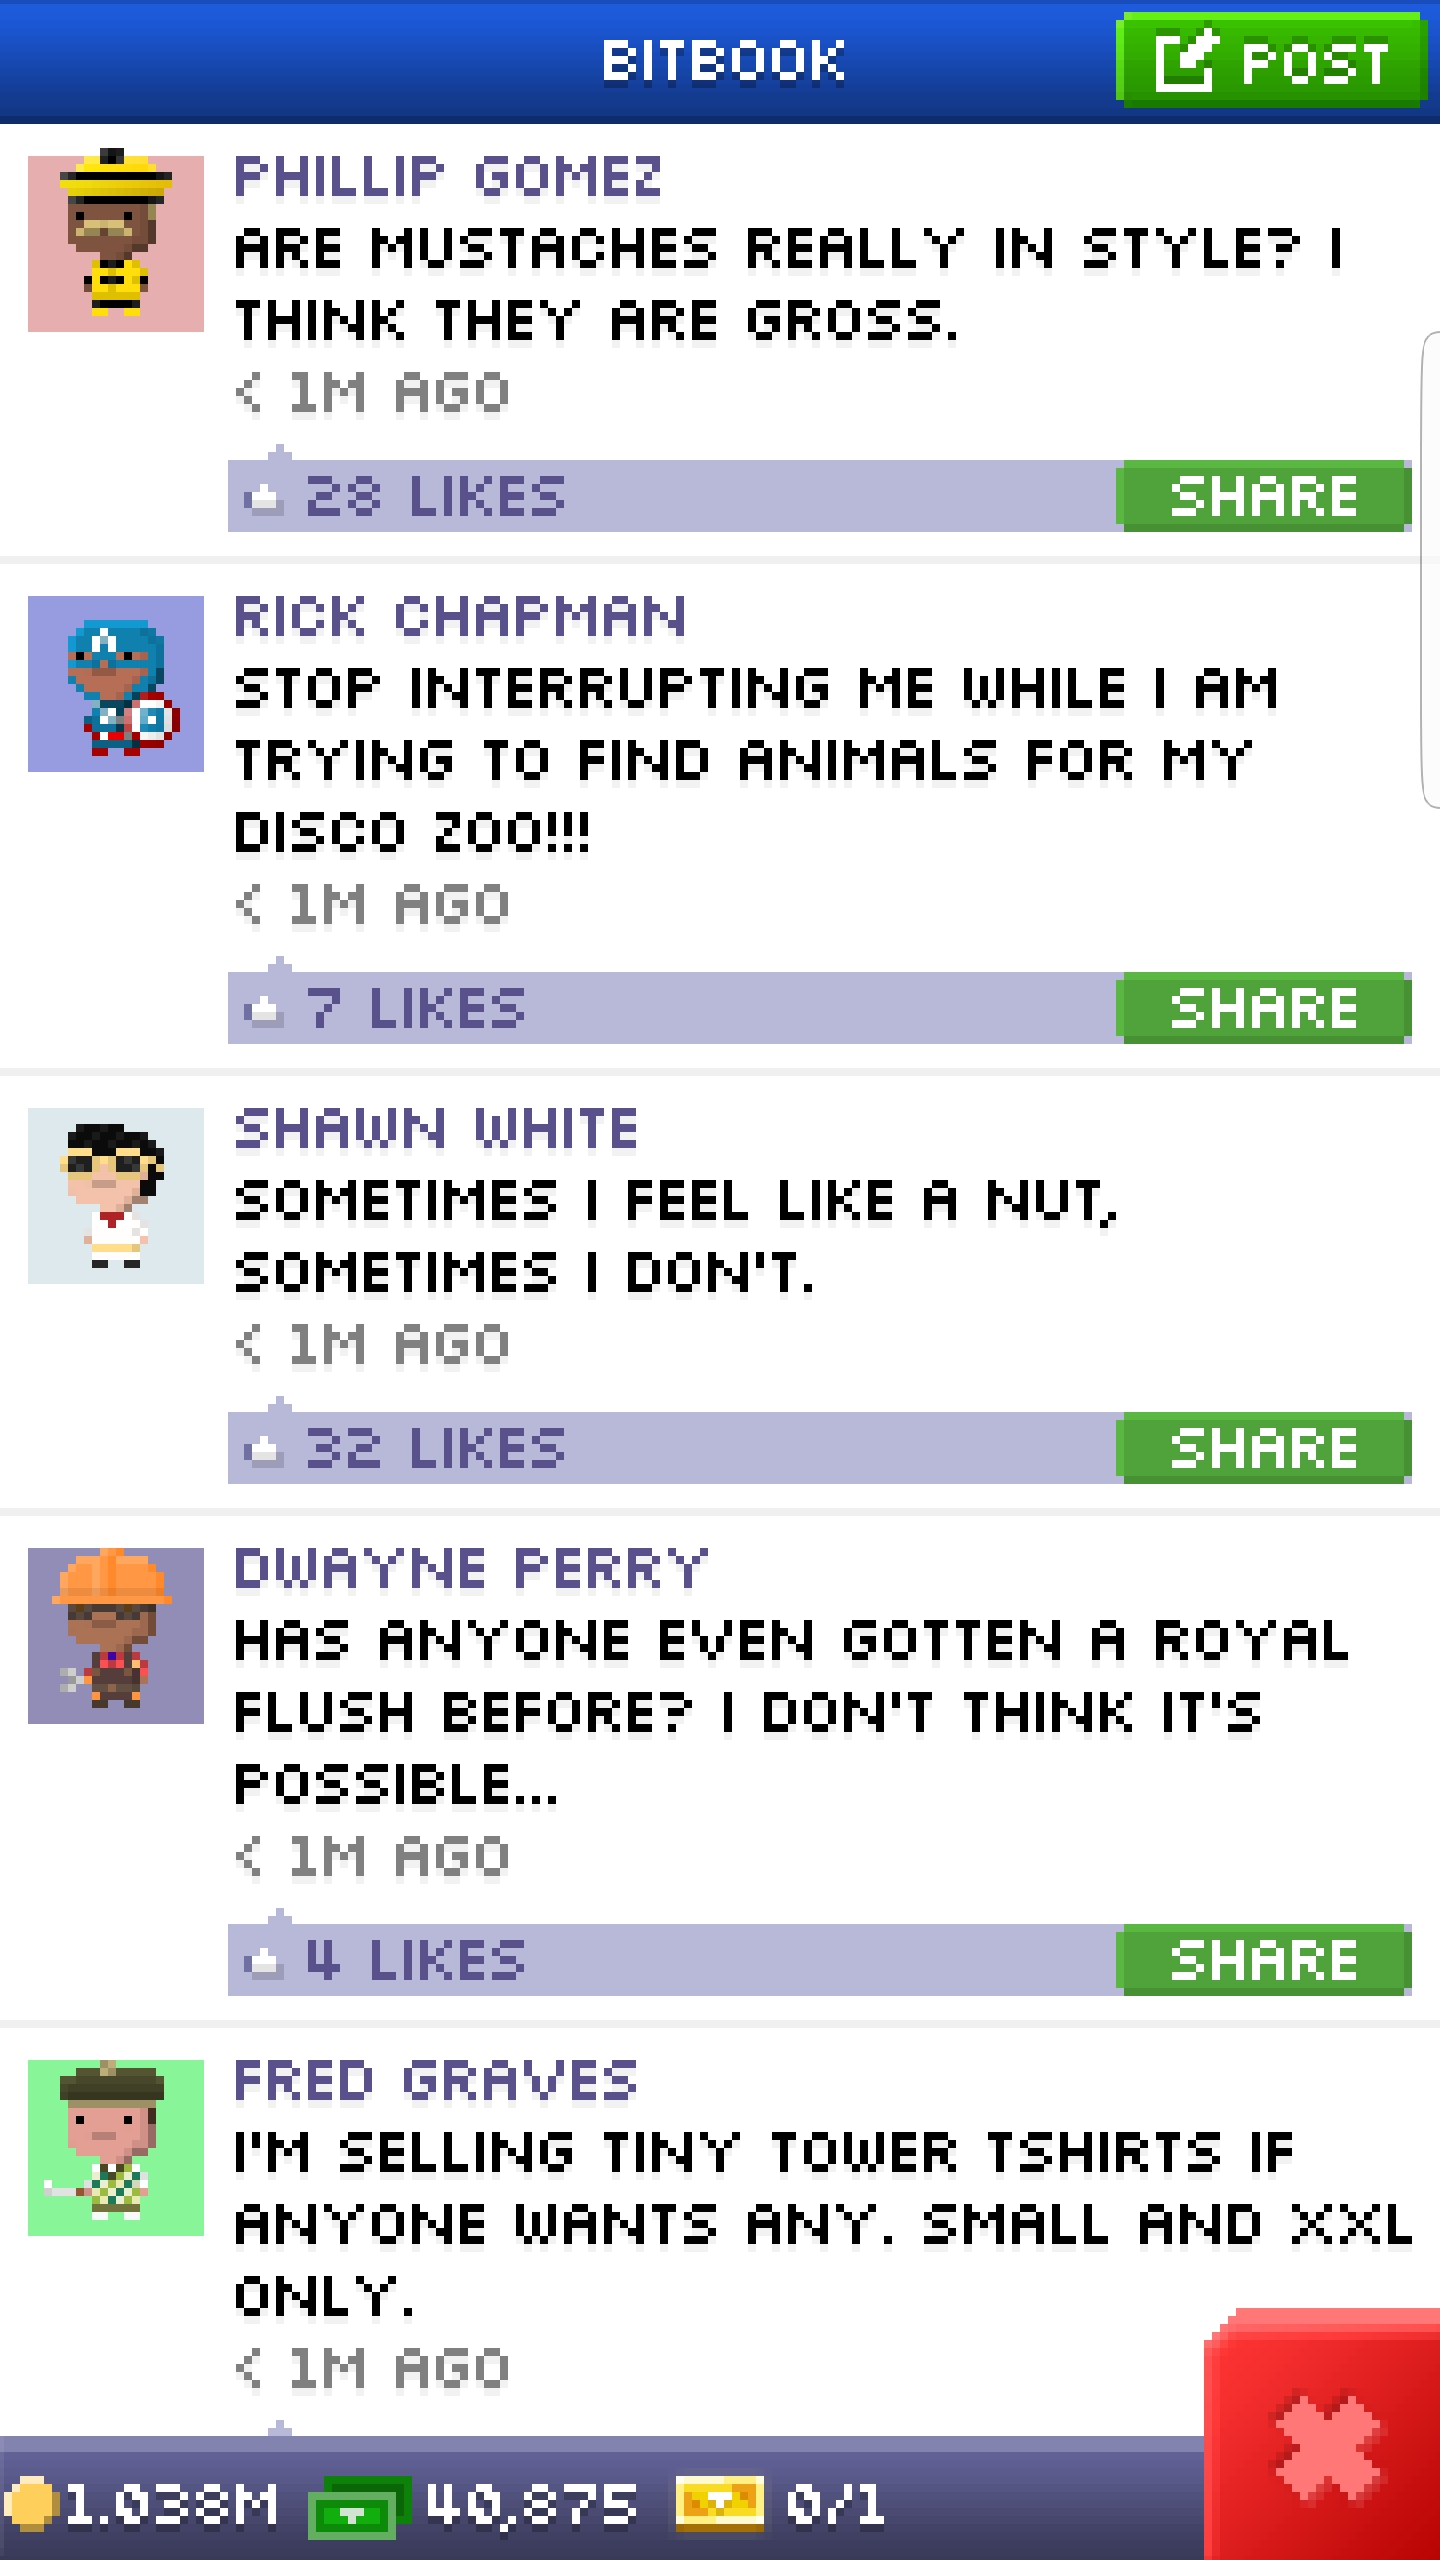 BITBOOK
POST
PHILLIP GOMEZ
ARE MUSTACHES REALLY IN STYLE? I
THINK THEY ARE GROSS.
< 1M AGO
28 LIKES
SHARE
RICK CHAPMAN
STOP INTERRUPTING ME WHILE I AM
TRYING TO FIND ANIMALS FOR MY
DISCO ZOO!!!
< 1M AGO
7 LIKES
SHARE
SHAWN WHITE
SOMETIMES I FEEL LIKE A NUT,
SOMETIMES I DON'T.
< 1M AGO
32 LIKES
SHARE
DWAYNE PERRY
HAS ANYONE EVEN GOTTEN A ROYAL
FLUSH BEFORE? I DON'T THINK IT'S
POSSIBLE...
< 1M AGO
4 LIKES
SHARE
FRED GRAVES
I'M SELLING TINY TOWER TSHIRTS IF
ANYONE WANTS ANY. SMALL AND XXL
ONLY.
< 1M AGO
1.038M
40,875
0/1